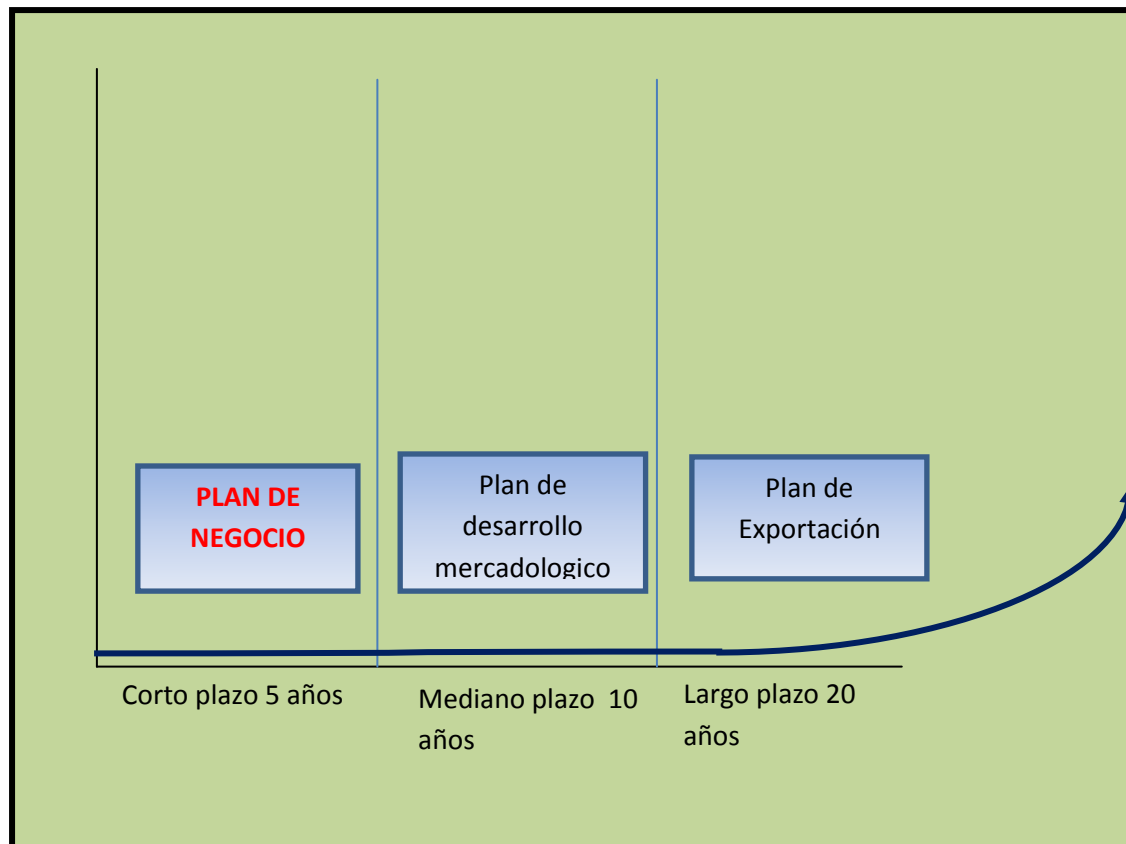 PLAN DE
NEGOCIO
Plan de
desarrollo
mercadologico
Plan de
Exportación
Corto plazo 5 años
Mediano plazo  10
años
Largo plazo 20
años